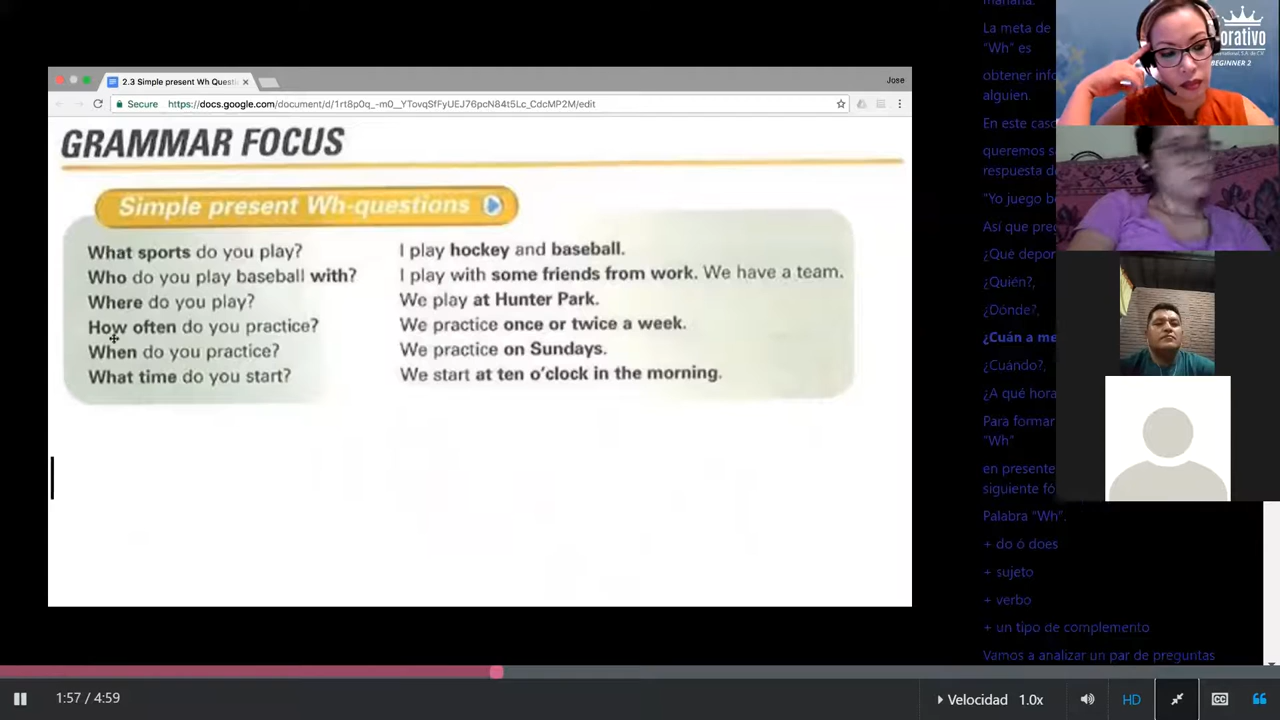 2.3 Simple present Wh Questi
Jose
Secure https://docs.google.com/document/d/1rt8p0q_-m0__YTovqSfFyUEJ76pcN84t5Lc_CdcMP2M/edit
GRAMMAR FOCUS
Simple present Wh-questions
What sports do you play? I play hockey and baseball.
Who do you play baseball with? I play with some friends from work. We have a team.
Where do you play? We play at Hunter Park.
How often do you practice? We practice once or twice a week.
When do you practice? We practice on Sundays.
What time do you start? We start at ten o'clock in the morning.
mañana.
La meta de
"Wh" es
obtener info
alguien.
En este caso
queremos s
respuesta d
"Yo juego b
Así que pre
¿Qué depor
¿Quién?,
¿Dónde?,
¿Cuán a me
¿Cuándo?,
¿A qué hora
Para formar
"Wh"
en presente
siguiente fó
Palabra "Wh".
+ do ó does
+ sujeto
+ verbo
+ un tipo de complemento
Vamos a analizar un par de preguntas
orativo
EGINNER 2
1:57 / 4:59
Velocidad 1.0x
HD
CC